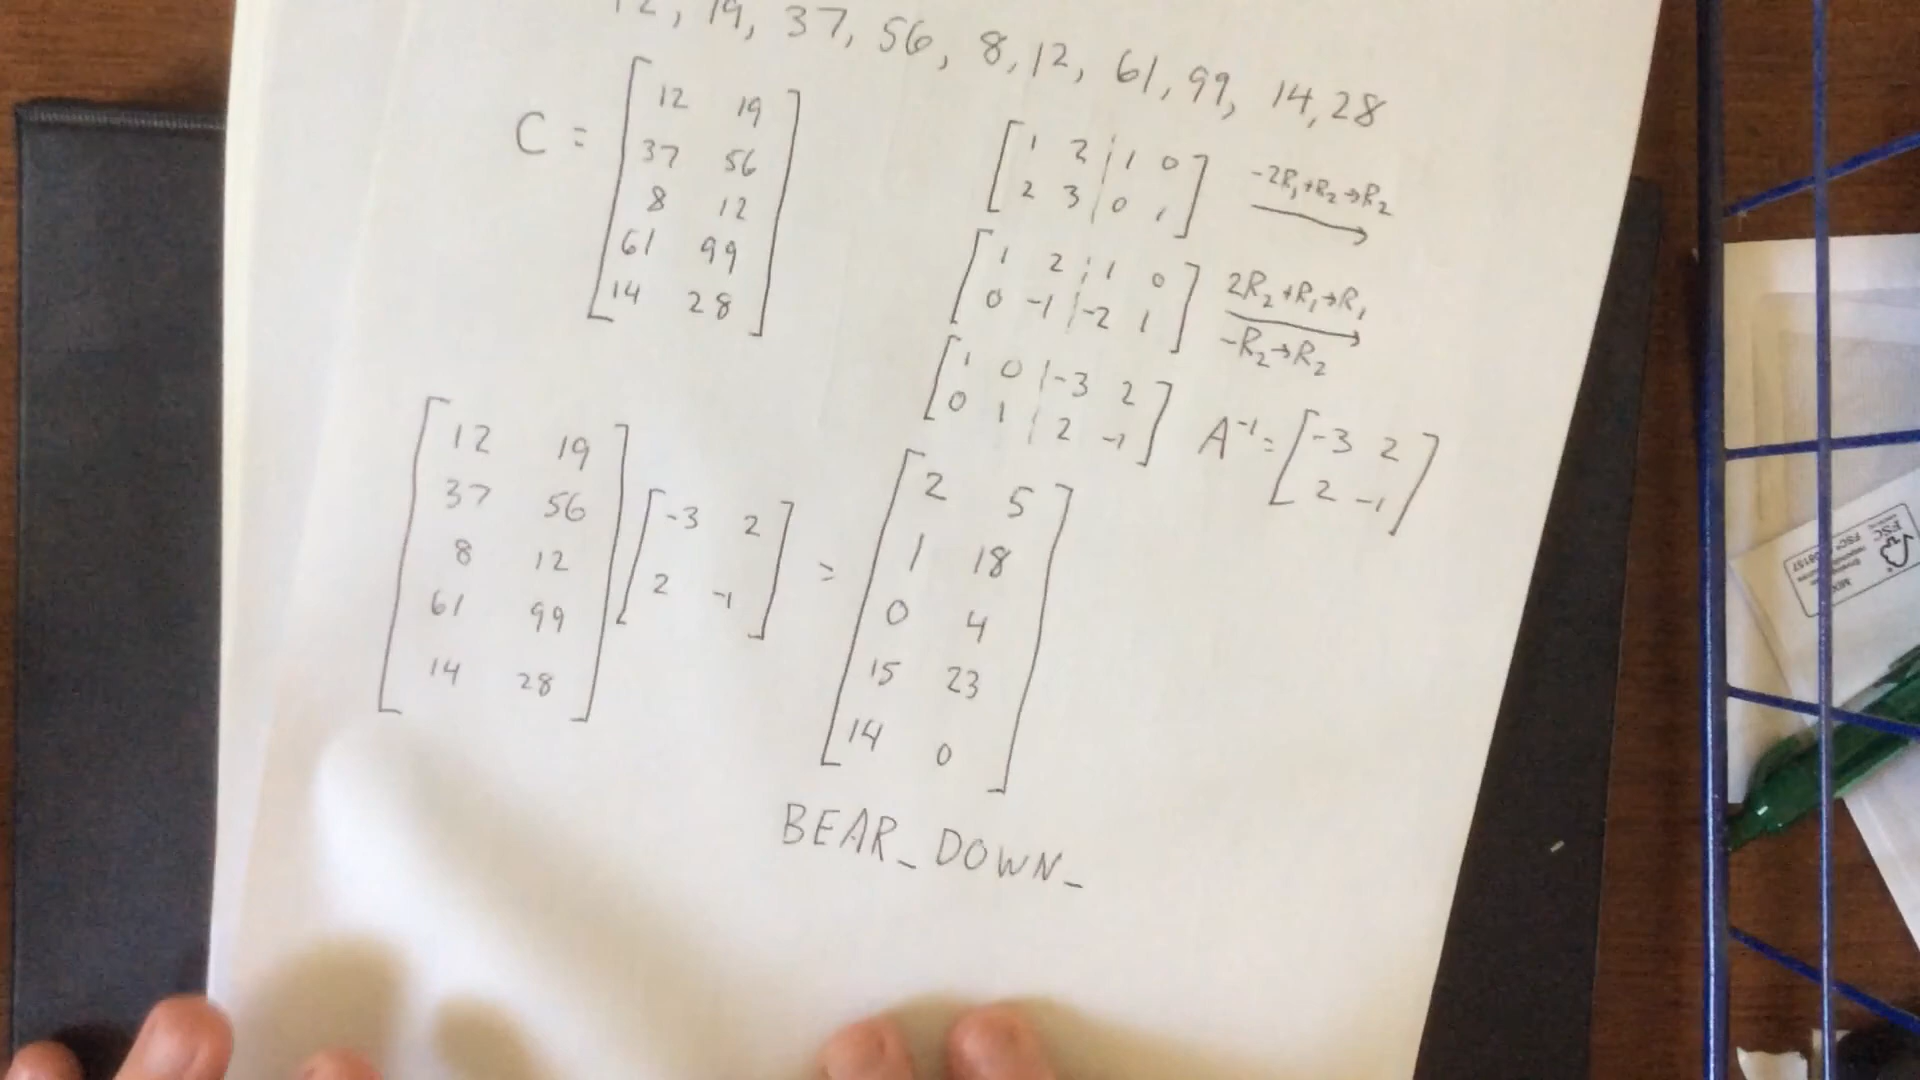 12, 19, 37, 56, 8, 12, 61, 99, 14, 28
C = [12 19
37 56
8 12
61 99
14 28]
[1 2 | 1 0
2 3 | 0 1] -2R₁+R₂→R₂
[1 2 | 1 0
0 -1 | -2 1] 2R₂+R₁→R₁
-R₂→R₂
[1 0 | -3 2
0 1 | 2 -1] A⁻¹ = [-3 2
2 -1]
[12 19
37 56
8 12
61 99
14 28] [-3 2
2 -1] = [2 5
1 18
0 4
15 23
14 0]
BEAR_DOWN_
FSC